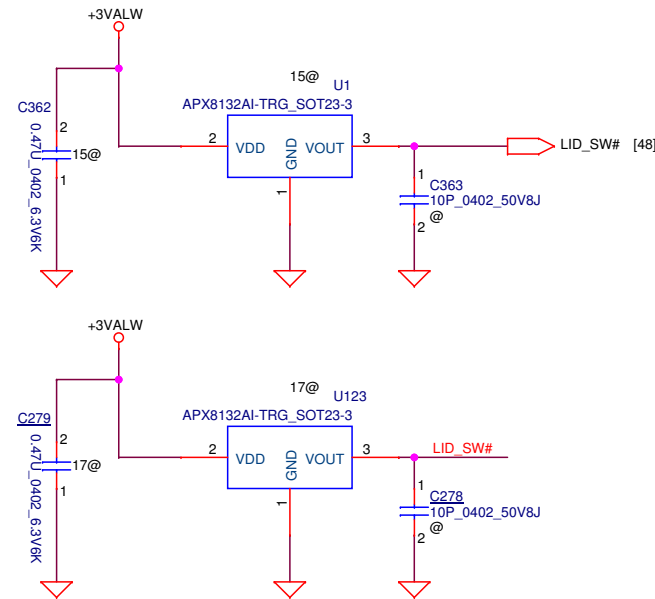 +3VALW
15@
U1
APX8132AI-TRG_SOT23-3
C362
2
15@
1
0.47U_0402_6.3V6K
2
VDD
GND
VOUT
3
1
LID_SW# [48]
1
C363
10P_0402_50V8J
@
2
+3VALW
17@
U123
APX8132AI-TRG_SOT23-3
C279
2
17@
1
0.47U_0402_6.3V6K
2
VDD
GND
VOUT
3
1
LID_SW#
1
C278
10P_0402_50V8J
@
2